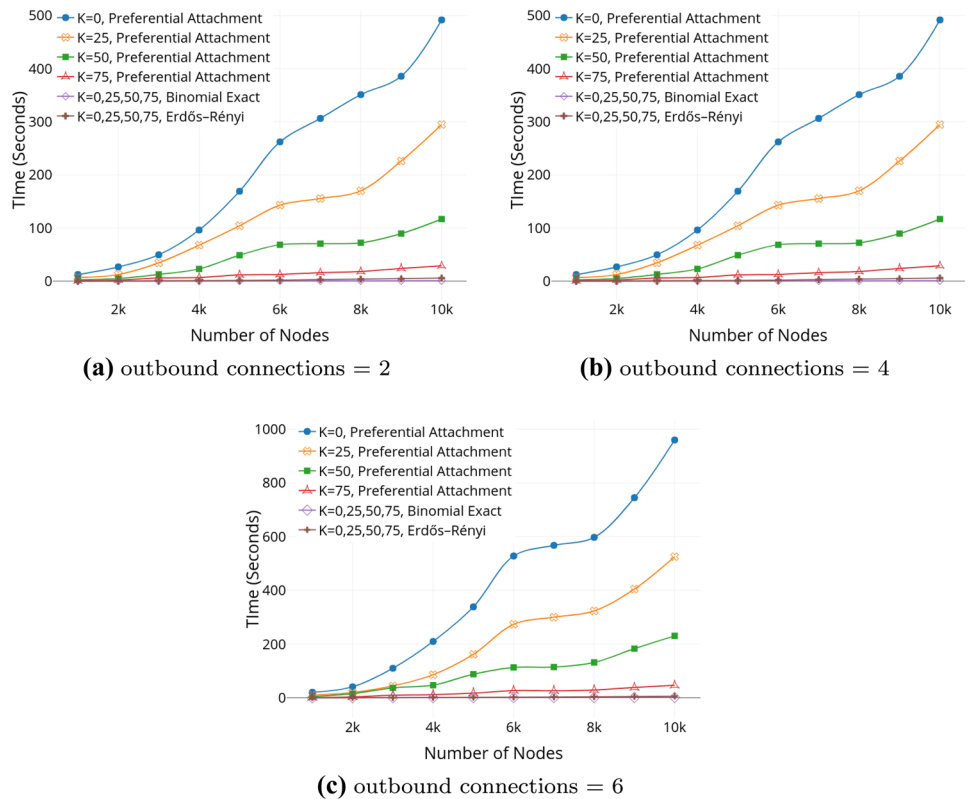 500
400
300
200
100
0
TIme (Seconds)
K=0, Preferential Attachment
K=25, Preferential Attachment
K=50, Preferential Attachment
K=75, Preferential Attachment
K=0,25,50,75, Binomial Exact
K=0,25,50,75, Erdős–Rényi
2k 4k 6k 8k 10k
Number of Nodes
(a) outbound connections = 2
500
400
300
200
100
0
TIme (Seconds)
K=0, Preferential Attachment
K=25, Preferential Attachment
K=50, Preferential Attachment
K=75, Preferential Attachment
K=0,25,50,75, Binomial Exact
K=0,25,50,75, Erdős–Rényi
2k 4k 6k 8k 10k
Number of Nodes
(b) outbound connections = 4
1000
800
600
400
200
0
TIme (Seconds)
K=0, Preferential Attachment
K=25, Preferential Attachment
K=50, Preferential Attachment
K=75, Preferential Attachment
K=0,25,50,75, Binomial Exact
K=0,25,50,75, Erdős–Rényi
2k 4k 6k 8k 10k
Number of Nodes
(c) outbound connections = 6